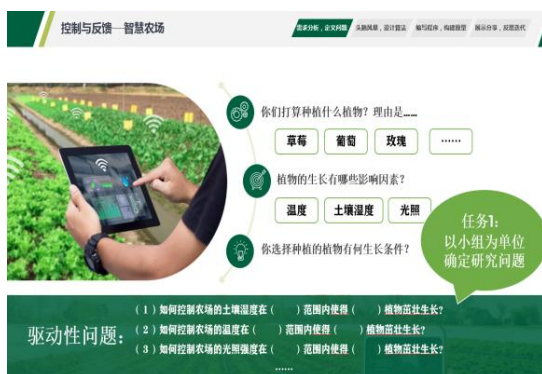 控制与反馈—智慧农场
需求分析，定义问题 头脑风暴，设计算法 编写程序，构建模型 展示分享，反思迭代
你们打算种植什么植物？理由是......
草莓 葡萄 玫瑰 ......
植物的生长有哪些影响因素？
温度 土壤湿度 光照
你选择种植的植物有何生长条件？
任务1：
以小组为单位
确定研究问题
驱动性问题：
（1）如何控制农场的土壤湿度在（ ）范围内使得（ ）植物茁壮生长？
（2）如何控制农场的温度在（ ）范围内使得（ ）植物茁壮生长？
（3）如何控制农场的光照强度在（ ）范围内使得（ ）植物茁壮生长？
......